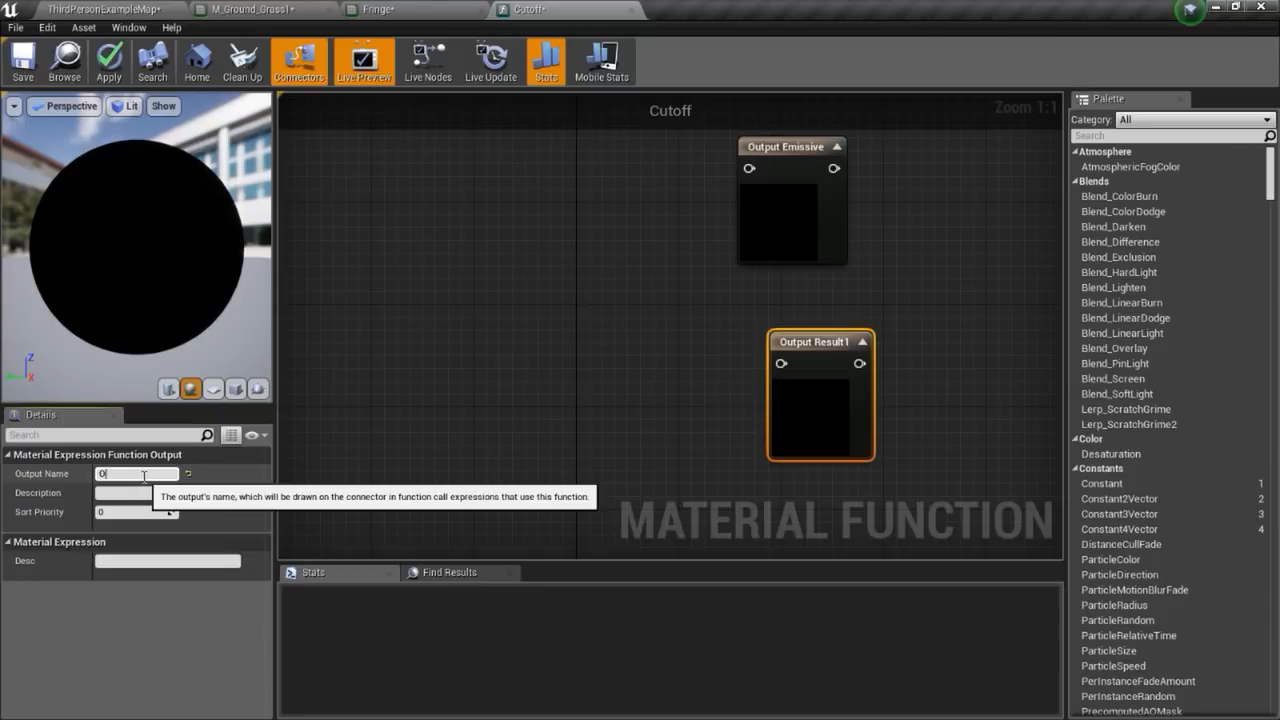 ThirdPersonExampleMap*
M_Ground_Grass1*
Fringe*
Cutoff*
File Edit Asset Window Help
Save Browse Apply Search Home Clean Up Connectors Live Preview Live Nodes Live Update Stats Mobile Stats
Perspective Lit Show
Z
X
Cutoff
Zoom 1:1
Output Emissive
Output Result1
MATERIAL FUNCTION
Details
Search
Material Expression Function Output
Output Name O
Description
The output's name, which will be drawn on the connector in function call expressions that use this function.
Sort Priority 0
Material Expression
Desc
Stats
Find Results
Palette
Category: All
Search
Atmosphere
AtmosphericFogColor
Blends
Blend_ColorBurn
Blend_ColorDodge
Blend_Darken
Blend_Difference
Blend_Exclusion
Blend_HardLight
Blend_Lighten
Blend_LinearBurn
Blend_LinearDodge
Blend_LinearLight
Blend_Overlay
Blend_PinLight
Blend_Screen
Blend_SoftLight
Lerp_ScratchGrime
Lerp_ScratchGrime2
Color
Desaturation
Constants
Constant 1
Constant2Vector 2
Constant3Vector 3
Constant4Vector 4
DistanceCullFade
ParticleColor
ParticleDirection
ParticleMotionBlurFade
ParticleRadius
ParticleRandom
ParticleRelativeTime
ParticleSize
ParticleSpeed
PerInstanceFadeAmount
PerInstanceRandom
PrecomputedAOMask